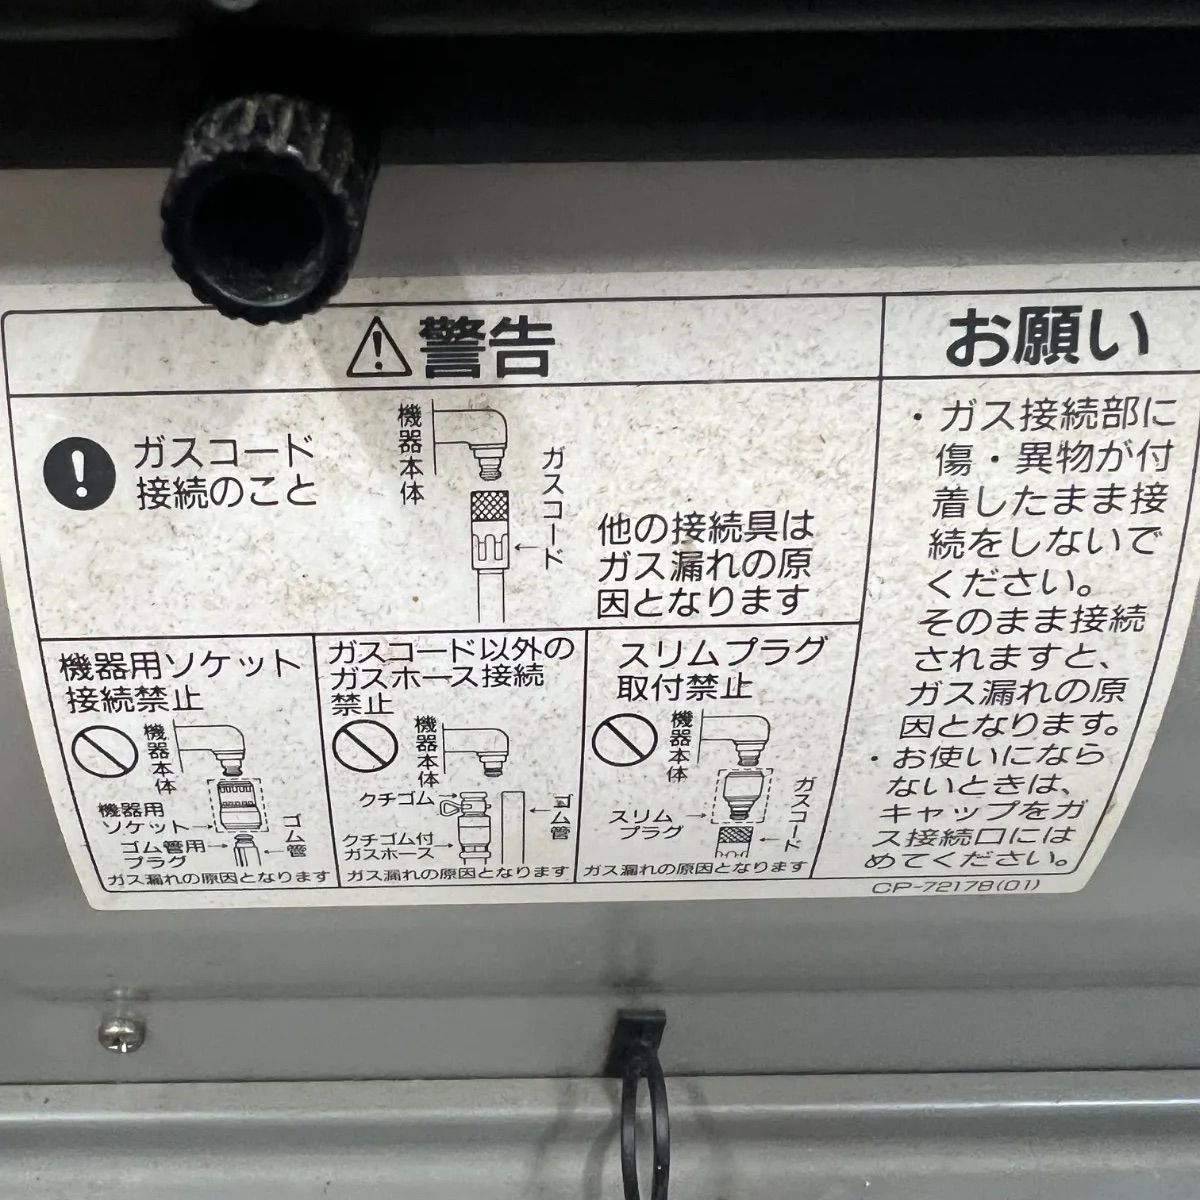 警告
ガスコード
接続のこと
機器本体
ガスコード
他の接続具は
ガス漏れの原
因となります
機器用ソケット
接続禁止
機器本体
機器用
ソケット
ゴム管用
プラグ
ゴム管
ガス漏れの原因となります
ガスコード以外の
ガスホース接続
禁止
機器本体
クチゴム
ゴム管
クチゴム付
ガスホース
ガス漏れの原因となります
スリムプラグ
取付禁止
機器本体
スリム
プラグ
ガスコード
ガス漏れの原因となります
お願い
・ガス接続部に
傷・異物が付
着したまま接
続をしないで
ください。
そのまま接続
されますと、
ガス漏れの原
因となります。
・お使いになら
ないときは、
キャップをガ
ス接続口には
めてください。
CP-72178(01)